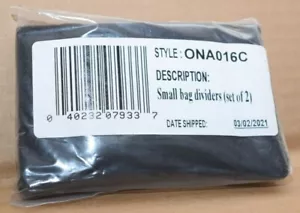 STYLE: ONA016C
DESCRIPTION:
Small bag dividers (set of 2)
0 40232 07933 7
DATE SHIPPED: 03/02/2021